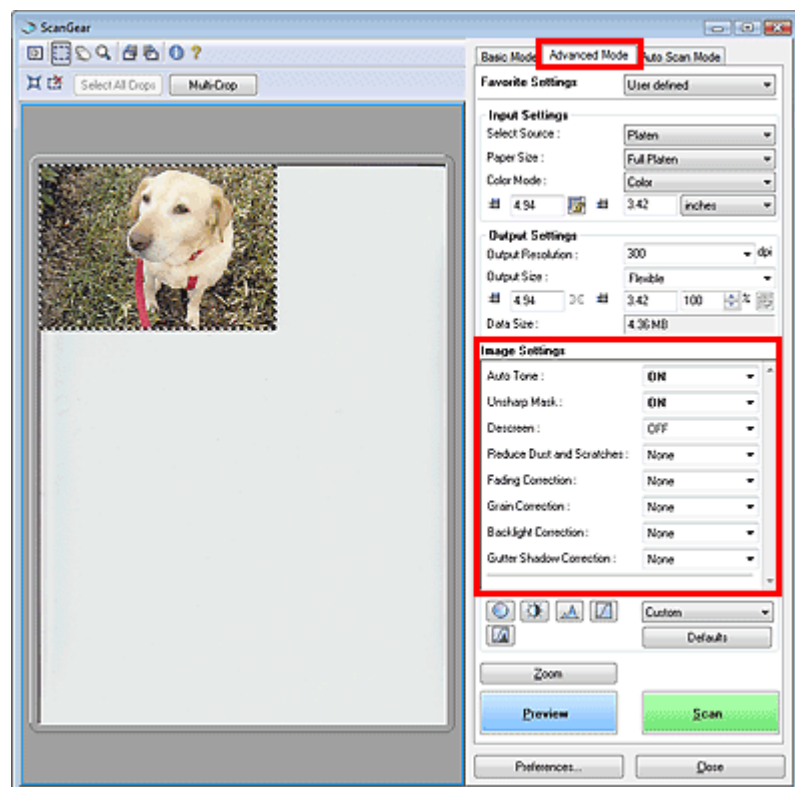 ScanGear
Select All Crops Multi-Crop
Basic Mode Advanced Mode Auto Scan Mode
Favorite Settings User defined
Input Settings
Select Source : Platen
Paper Size : Full Platen
Color Mode : Color
4.94 3.42 inches
Output Settings
Output Resolution : 300 dpi
Output Size : Flexible
4.94 3.42 100 %
Data Size : 4.36 MB
Image Settings
Auto Tone : ON
Unsharp Mask : ON
Descreen : OFF
Reduce Dust and Scratches : None
Fading Correction : None
Grain Correction : None
Backlight Correction : None
Gutter Shadow Correction : None
Custom
Defaults
Zoom
Preview Scan
Preferences... Close